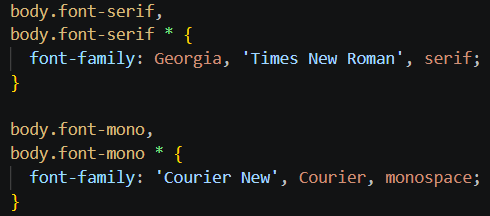 body.font-serif,
body.font-serif * {
  font-family: Georgia, 'Times New Roman', serif;
}

body.font-mono,
body.font-mono * {
  font-family: 'Courier New', Courier, monospace;
}